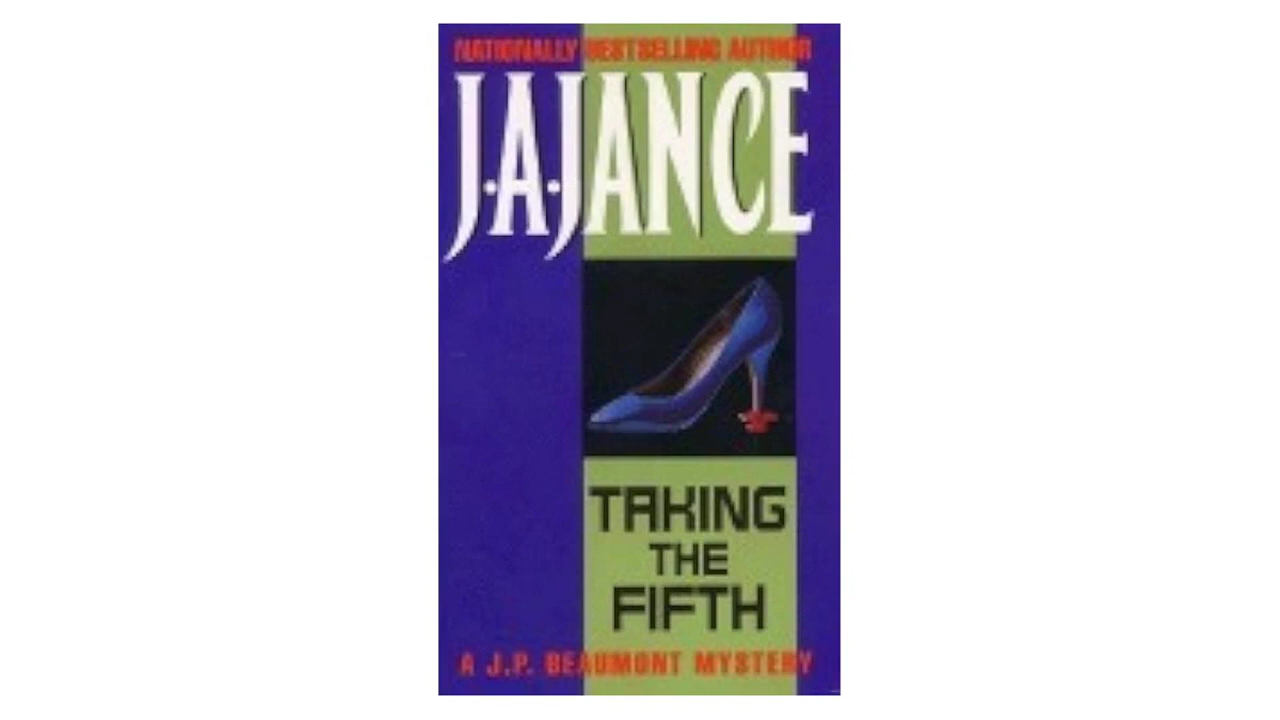 NATIONALLY BESTSELLING AUTHOR
J.A.JANCE
TAKING
THE
FIFTH
A J.P. BEAUMONT MYSTERY